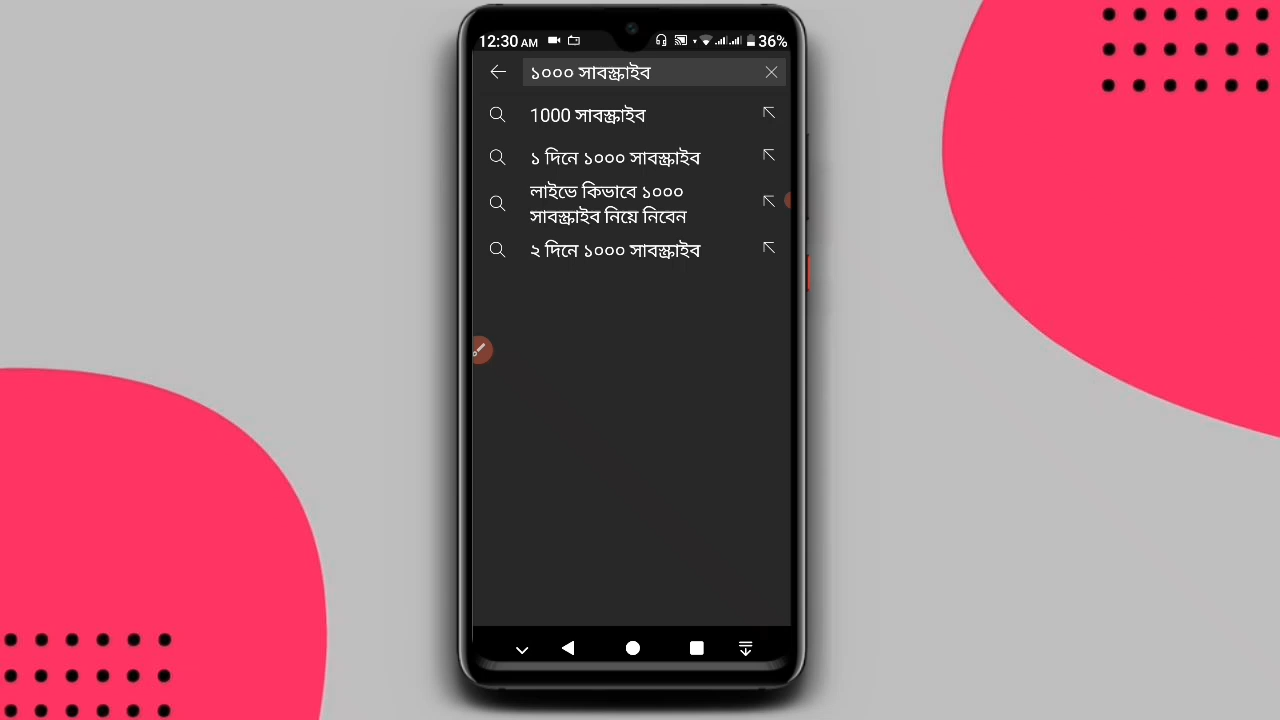 12:30 AM 36%
১০০০ সাবস্ক্রাইব
1000 সাবস্ক্রাইব
১ দিনে ১০০০ সাবস্ক্রাইব
লাইভে কিভাবে ১০০০
সাবস্ক্রাইব নিয়ে নিবেন
২ দিনে ১০০০ সাবস্ক্রাইব